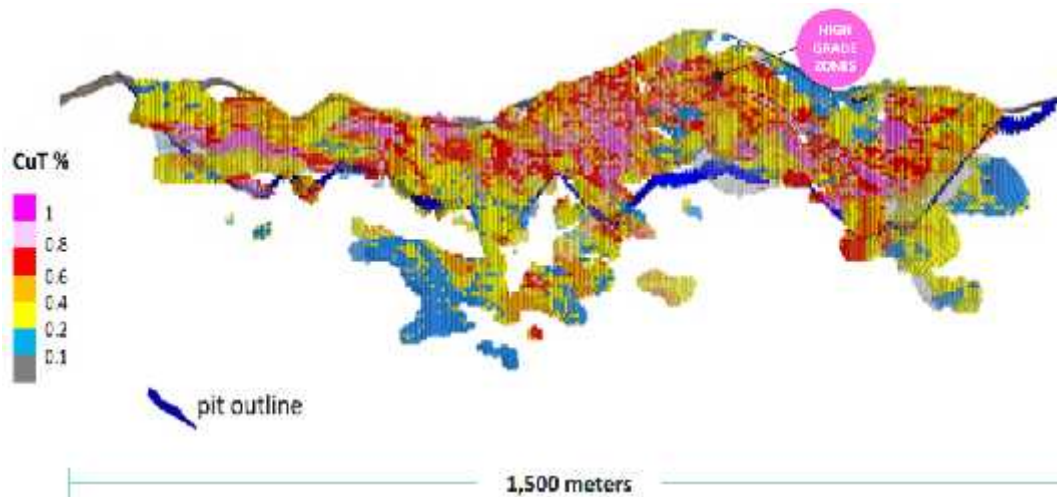 HIGH
GRADE
ZONES
CuT %
1
0.8
0.6
0.4
0.2
0.1
pit outline
1,500 meters